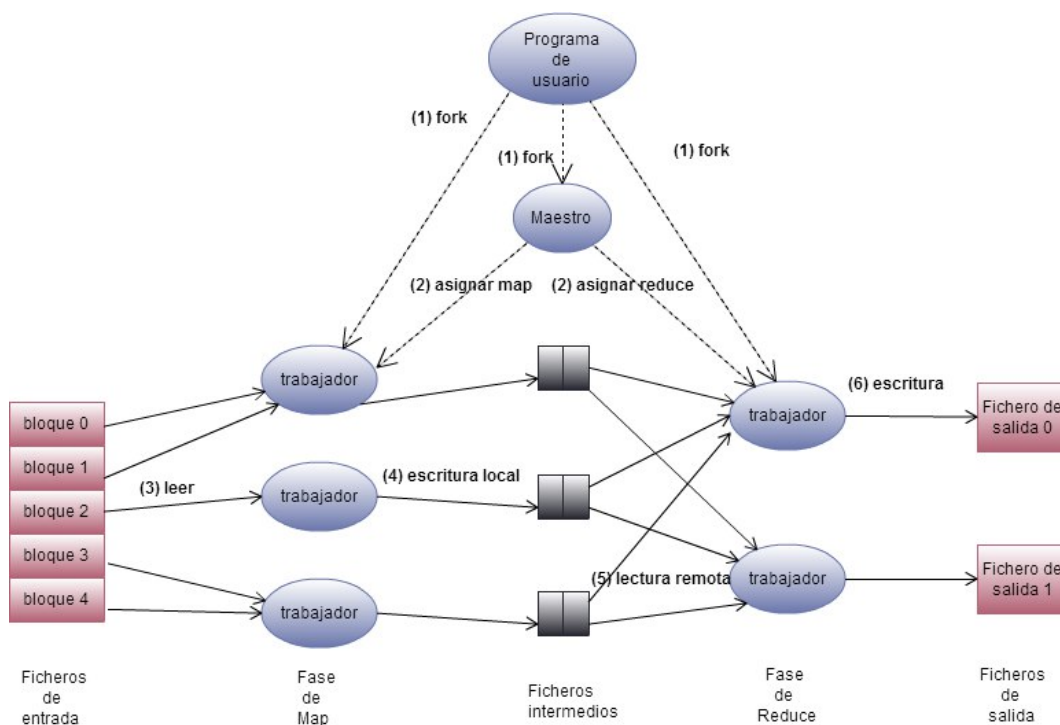 Programa
de
usuario
(1) fork
(1) fork
(1) fork
Maestro
(2) asignar map
(2) asignar reduce
trabajador
trabajador
(6) escritura
Fichero de
salida 0
bloque 0
bloque 1
bloque 2
bloque 3
bloque 4
(3) leer
trabajador
(4) escritura local
(5) lectura remota
trabajador
trabajador
Fichero de
salida 1
Ficheros
de
entrada
Fase
de
Map
Ficheros
intermedios
Fase
de
Reduce
Ficheros
de
salida